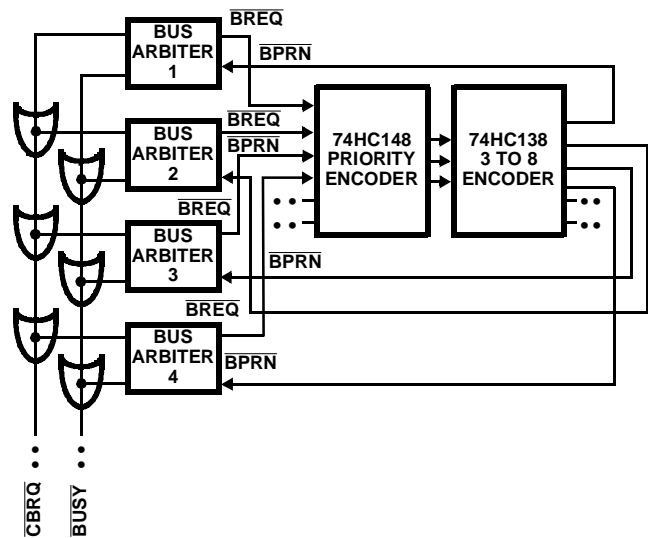 BREQ
BUS
ARBITER
1
BPRN
BREQ
BUS
ARBITER
2
BPRN
74HC148
PRIORITY
ENCODER
74HC138
3 TO 8
ENCODER
BREQ
BUS
ARBITER
3
BPRN
BREQ
BUS
ARBITER
4
BPRN
CBRQ
BUSY